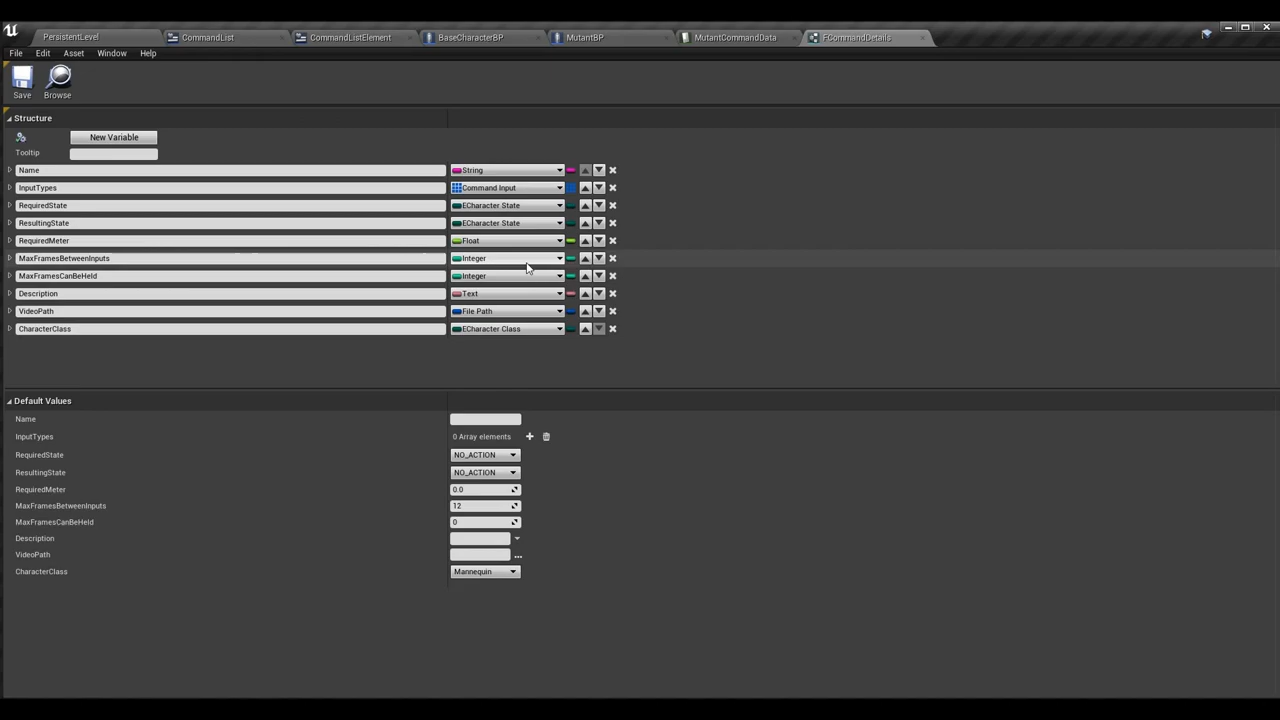 PersistentLevel CommandList CommandListElement BaseCharacterBP MutantBP MutantCommandData FCommandDetails
File Edit Asset Window Help
Save Browse
Structure
New Variable
Tooltip
Name String
InputTypes Command Input
RequiredState ECharacter State
ResultingState ECharacter State
RequiredMeter Float
MaxFramesBetweenInputs Integer
MaxFramesCanBeHeld Integer
Description Text
VideoPath File Path
CharacterClass ECharacter Class
Default Values
Name
InputTypes 0 Array elements
RequiredState NO_ACTION
ResultingState NO_ACTION
RequiredMeter 0.0
MaxFramesBetweenInputs 12
MaxFramesCanBeHeld 0
Description
VideoPath ...
CharacterClass Mannequin